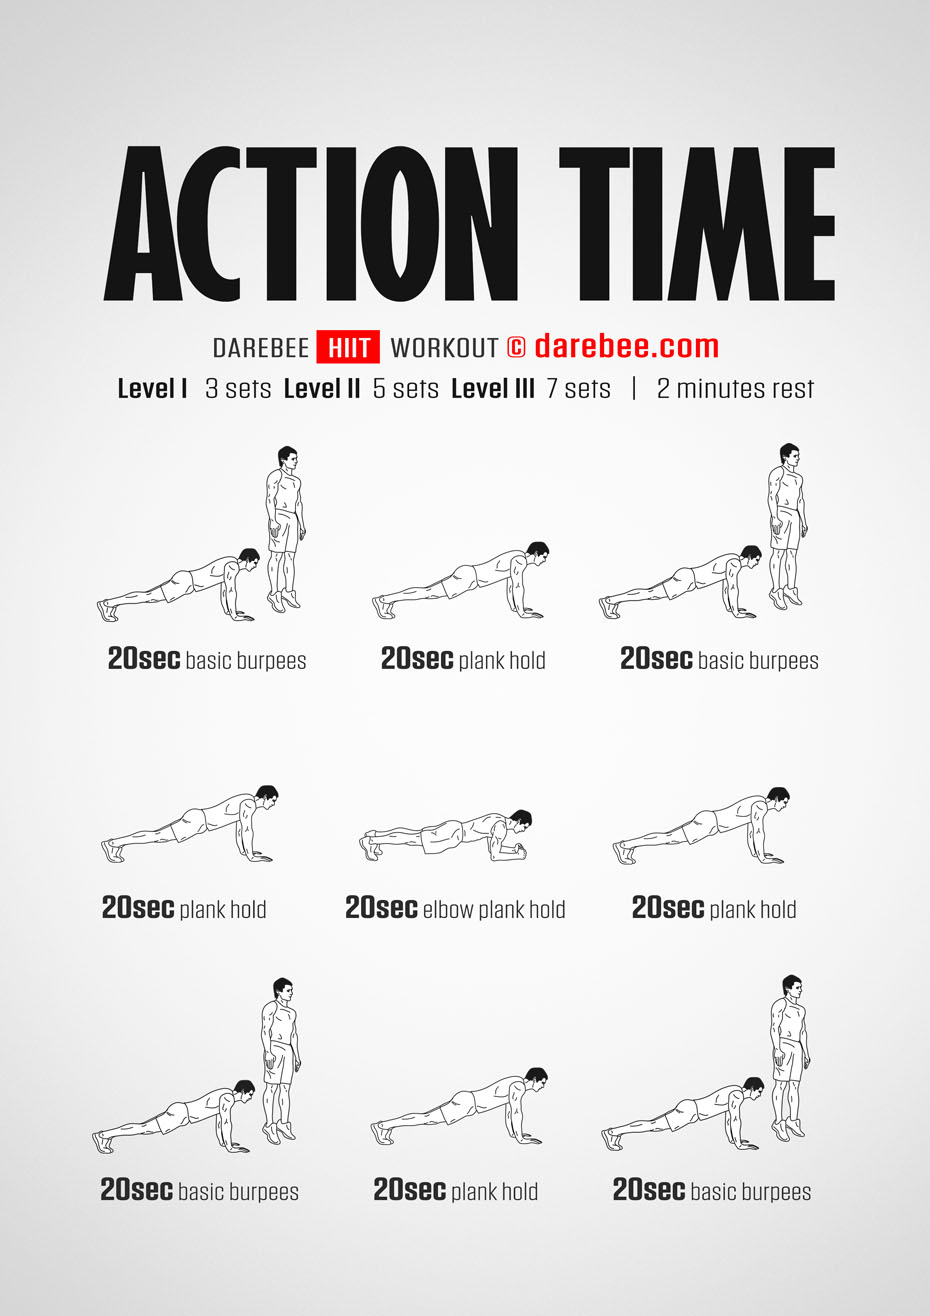 ACTION TIME
DAREBEE HIIT WORKOUT © darebee.com
Level I 3 sets Level II 5 sets Level III 7 sets | 2 minutes rest
20sec basic burpees
20sec plank hold
20sec basic burpees
20sec plank hold
20sec elbow plank hold
20sec plank hold
20sec basic burpees
20sec plank hold
20sec basic burpees